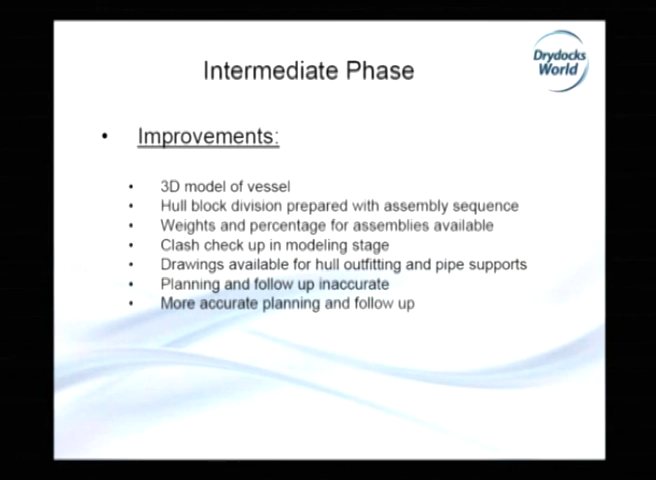 Intermediate Phase
Drydocks
World
• Improvements:
• 3D model of vessel
• Hull block division prepared with assembly sequence
• Weights and percentage for assemblies available
• Clash check up in modeling stage
• Drawings available for hull outfitting and pipe supports
• Planning and follow up inaccurate
• More accurate planning and follow up